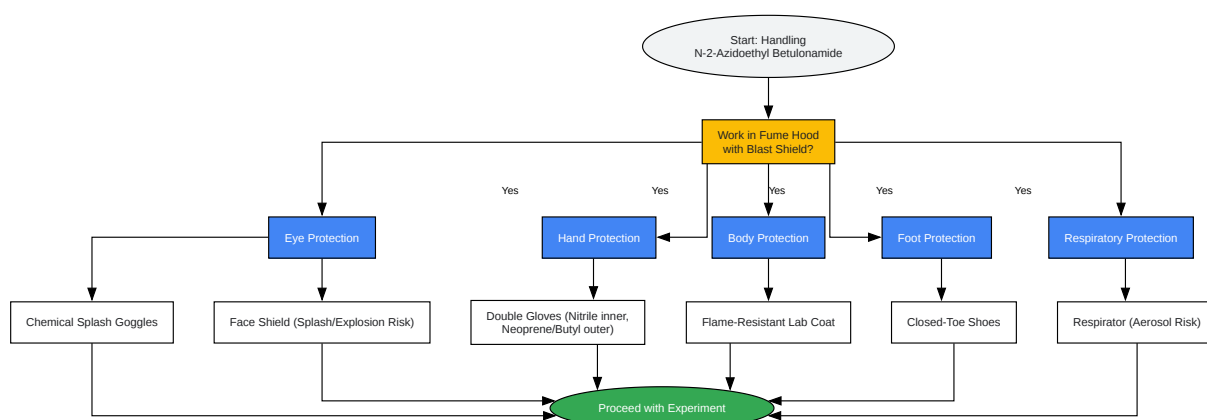 Start: Handling
N-2-Azidoethyl Betulonamide
Work in Fume Hood
with Blast Shield?
Yes
Yes
Yes
Yes
Yes
Eye Protection
Hand Protection
Body Protection
Foot Protection
Respiratory Protection
Chemical Splash Goggles
Face Shield (Splash/Explosion Risk)
Double Gloves (Nitrile inner,
Neoprene/Butyl outer)
Flame-Resistant Lab Coat
Closed-Toe Shoes
Respirator (Aerosol Risk)
Proceed with Experiment